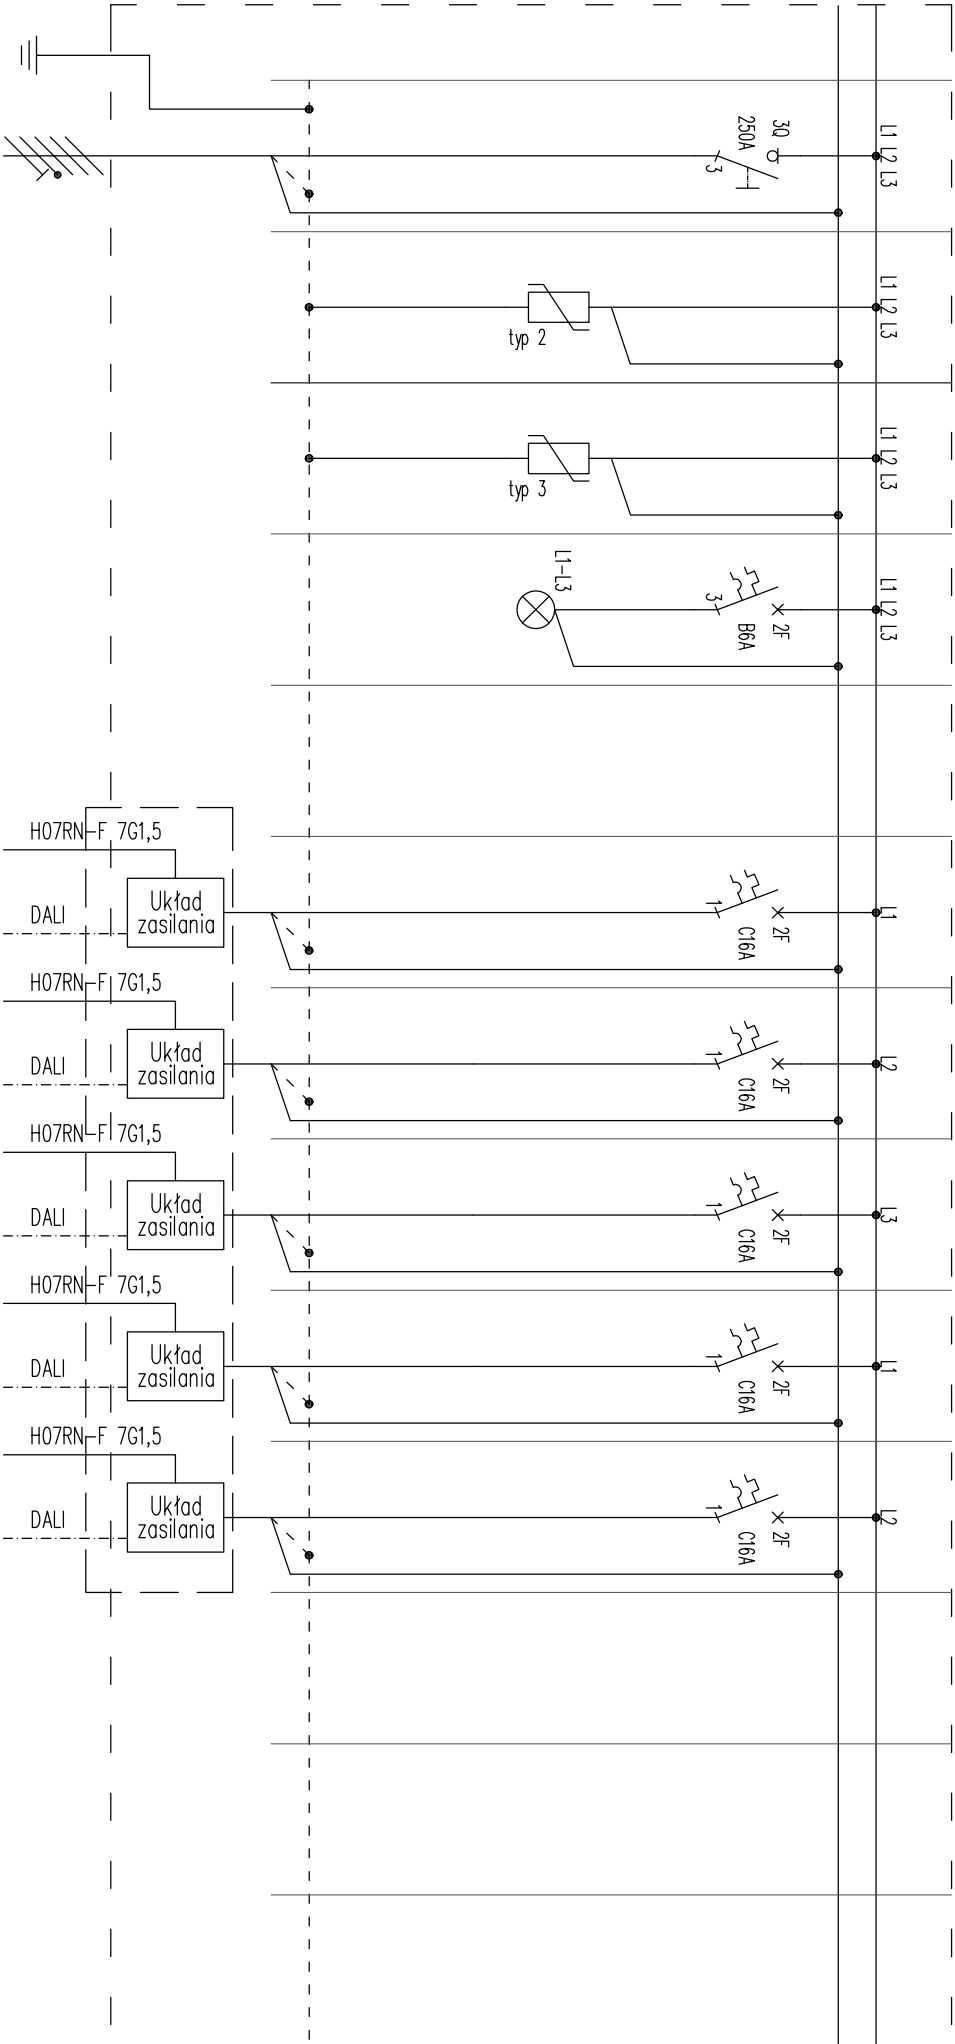 L1 L2 L3
3Q
250A
3
L1 L2 L3
typ 2
L1 L2 L3
typ 3
L1 L2 L3
L1-L3
3
2F
B6A
H07RN-F 7G1,5
Układ
zasilania
DALI
1
2F
C16A
L1
H07RN-F 7G1,5
Układ
zasilania
DALI
1
2F
C16A
L2
H07RN-F 7G1,5
Układ
zasilania
DALI
1
2F
C16A
L3
H07RN-F 7G1,5
Układ
zasilania
DALI
1
2F
C16A
L1
H07RN-F 7G1,5
Układ
zasilania
DALI
1
2F
C16A
L2